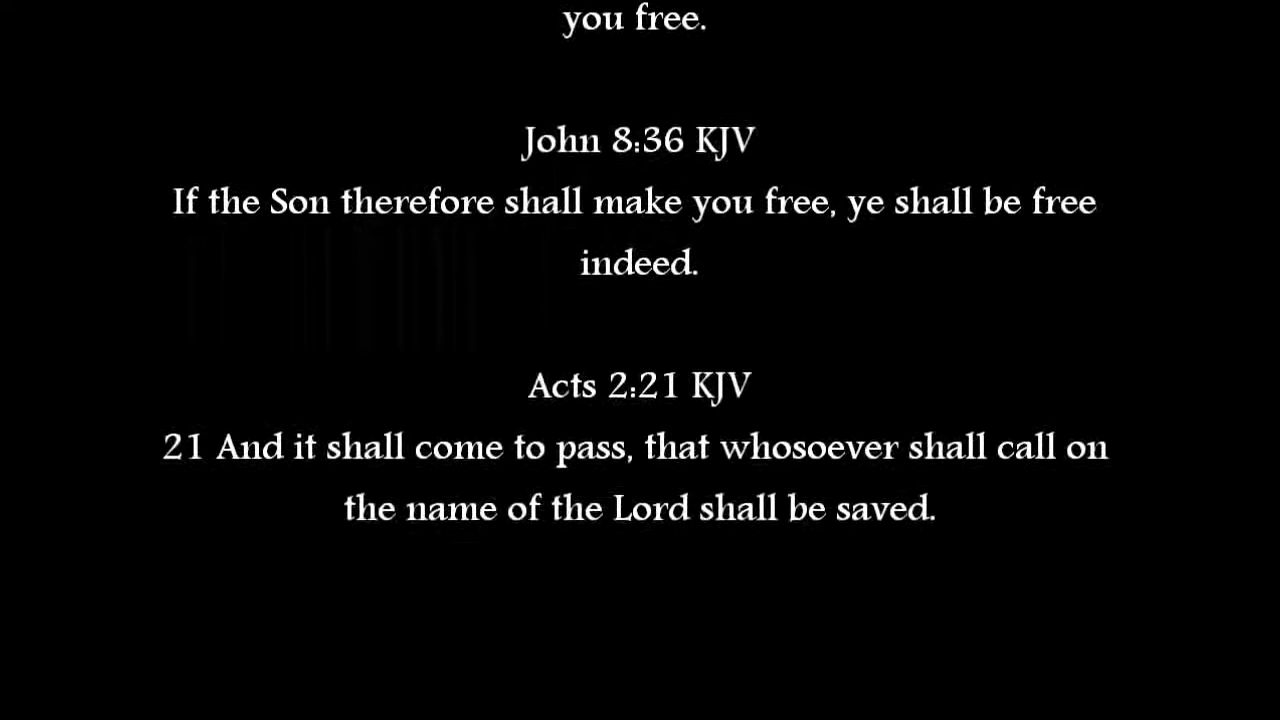 you free.
John 8:36 KJV
If the Son therefore shall make you free, ye shall be free
indeed.
Acts 2:21 KJV
21 And it shall come to pass, that whosoever shall call on
the name of the Lord shall be saved.